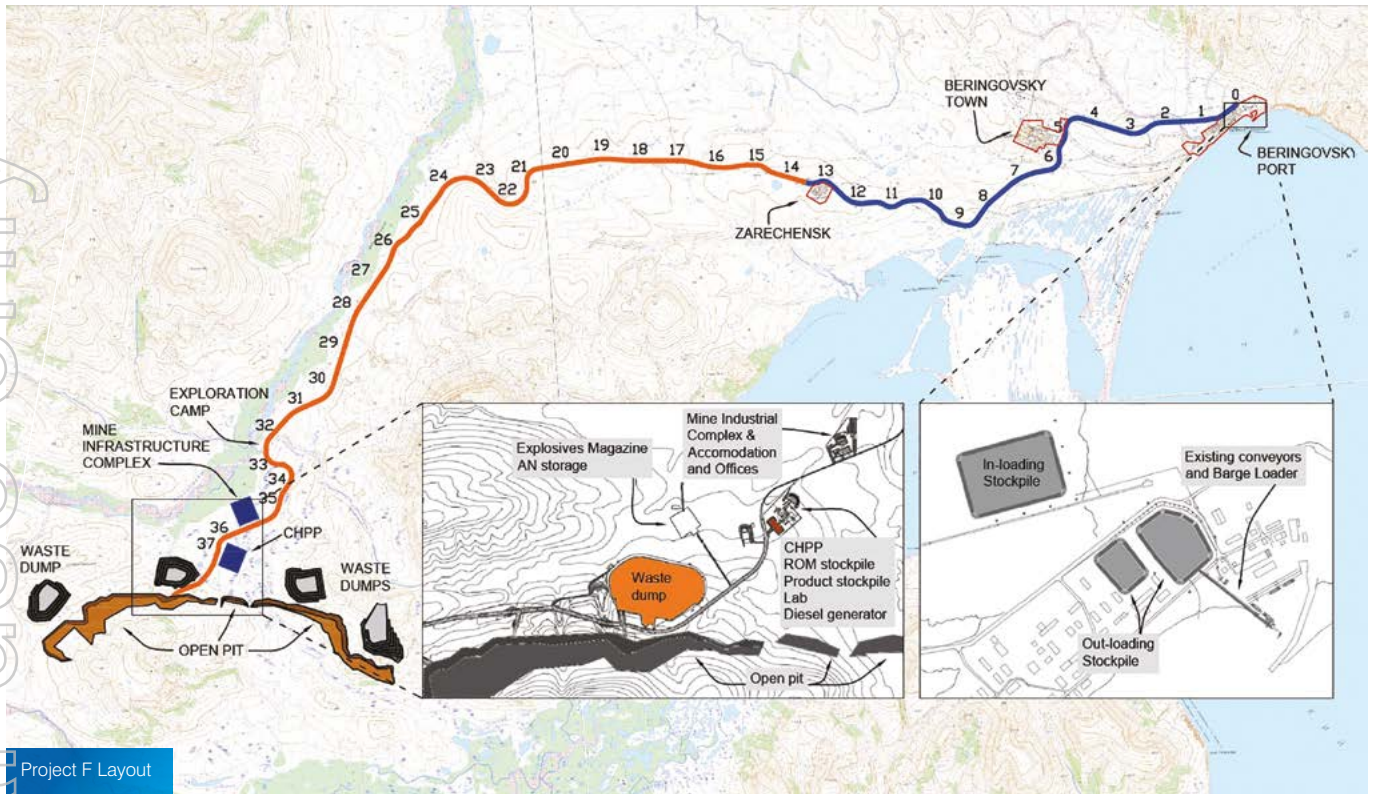 BERINGOVSKY
TOWN
0
1
2
3
4
5
6
7
8
9
10
11
12
13
14
15
16
17
18
19
20
21
22
23
24
25
26
27
28
29
30
31
32
33
34
35
36
37
BERINGOVSKY
PORT
ZARECHENSK
EXPLORATION
CAMP
MINE
INFRASTRUCTURE
COMPLEX
CHPP
WASTE
DUMP
WASTE
DUMPS
OPEN PIT
Explosives Magazine
AN storage
Mine Industrial
Complex &
Accomodation
and Offices
CHPP
ROM stockpile
Product stockpile
Lab
Diesel generator
Waste
dump
Open pit
In-loading
Stockpile
Existing conveyors
and Barge Loader
Out-loading
Stockpile
Project F Layout